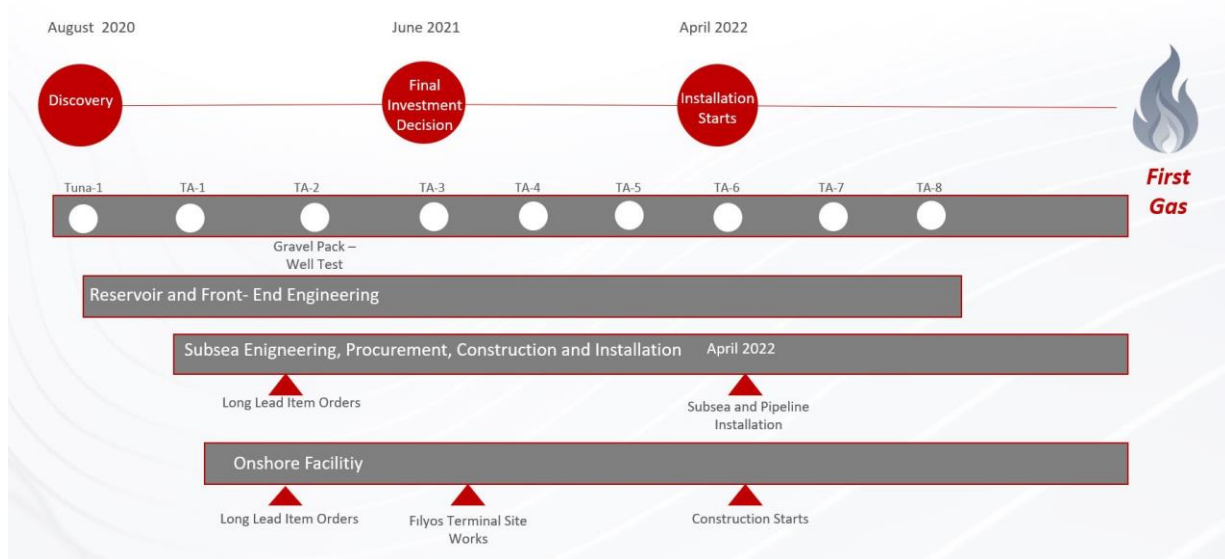 August 2020
June 2021
April 2022
Discovery
Final
Investment
Decision
Installation
Starts
First
Gas
Tuna-1
TA-1
TA-2
TA-3
TA-4
TA-5
TA-6
TA-7
TA-8
Gravel Pack –
Well Test
Reservoir and Front- End Engineering
Subsea Enigneering, Procurement, Construction and Installation
April 2022
Long Lead Item Orders
Subsea and Pipeline
Installation
Onshore Facilitiy
Long Lead Item Orders
Filyos Terminal Site
Works
Construction Starts